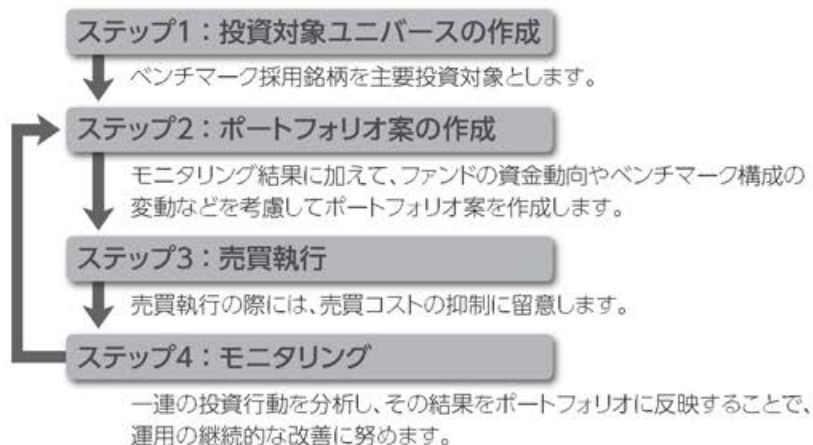 ステップ1：投資対象ユニバースの作成
ベンチマーク採用銘柄を主要投資対象とします。
ステップ2：ポートフォリオ案の作成
モニタリング結果に加えて、ファンドの資金動向やベンチマーク構成の
変動などを考慮してポートフォリオ案を作成します。
ステップ3：売買執行
売買執行の際には、売買コストの抑制に留意します。
ステップ4：モニタリング
一連の投資行動を分析し、その結果をポートフォリオに反映することで、
運用の継続的な改善に努めます。